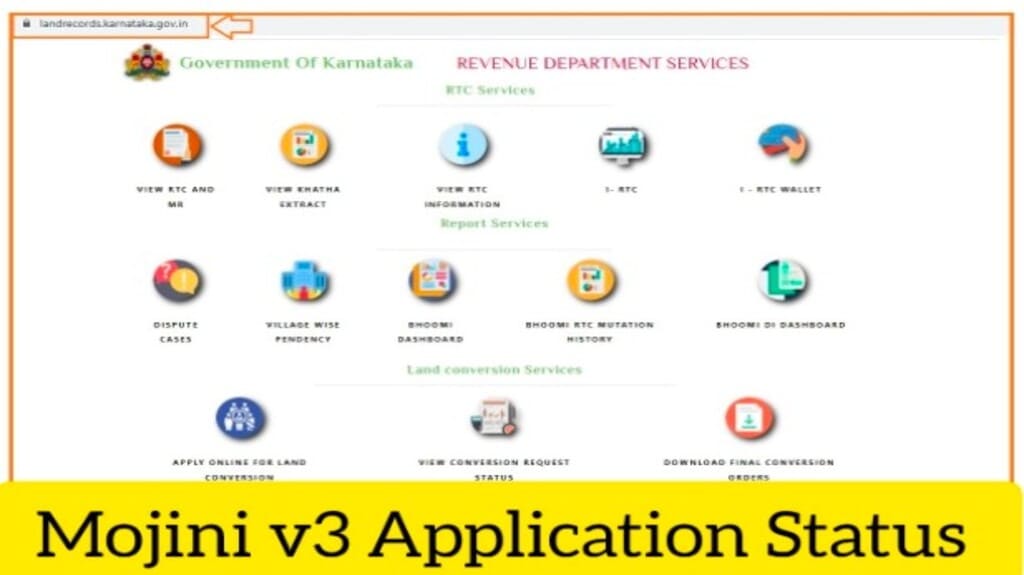 landrecords.karnataka.gov.in
Government Of Karnataka REVENUE DEPARTMENT SERVICES
RTC Services
VIEW RTC AND MR
VIEW KHATHA EXTRACT
VIEW RTC INFORMATION
I- RTC
I - RTC WALLET
Report Services
DISPUTE CASES
VILLAGE WISE PENDENCY
BHOOMI DASHBOARD
BHOOMI RTC MUTATION HISTORY
BHOOMI DI DASHBOARD
Land conversion Services
APPLY ONLINE FOR LAND CONVERSION
VIEW CONVERSION REQUEST STATUS
DOWNLOAD FINAL CONVERSION ORDERS
Mojini v3 Application Status